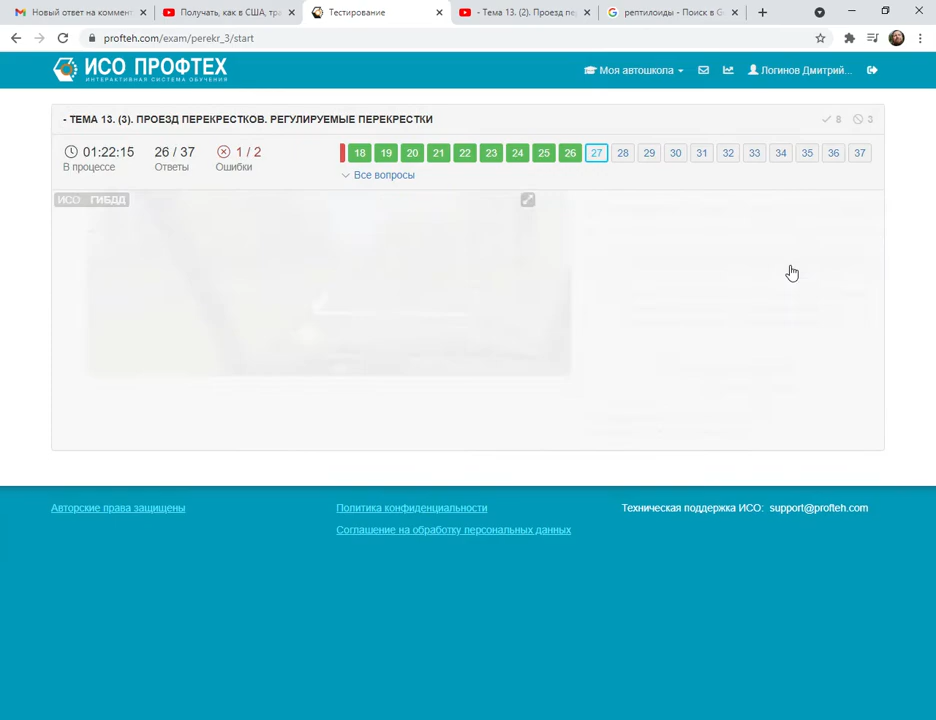 Новый ответ на коммент
Получать, как в США, тра
Тестирование
- Тема 13. (2). Проезд пе
рептилоиды - Поиск в G
profteh.com/exam/perekr_3/start
ИСО ПРОФТЕХ
ИНТЕРАКТИВНАЯ СИСТЕМА ОБУЧЕНИЯ
Моя автошкола
Логинов Дмитрий...
- ТЕМА 13. (3). ПРОЕЗД ПЕРЕКРЕСТКОВ. РЕГУЛИРУЕМЫЕ ПЕРЕКРЕСТКИ
8 3
01:22:15 26 / 37 1 / 2
В процессе Ответы Ошибки
18 19 20 21 22 23 24 25 26 27 28 29 30 31 32 33 34 35 36 37
Все вопросы
ИСО ГИБДД
Авторские права защищены
Политика конфиденциальности
Соглашение на обработку персональных данных
Техническая поддержка ИСО: support@profteh.com